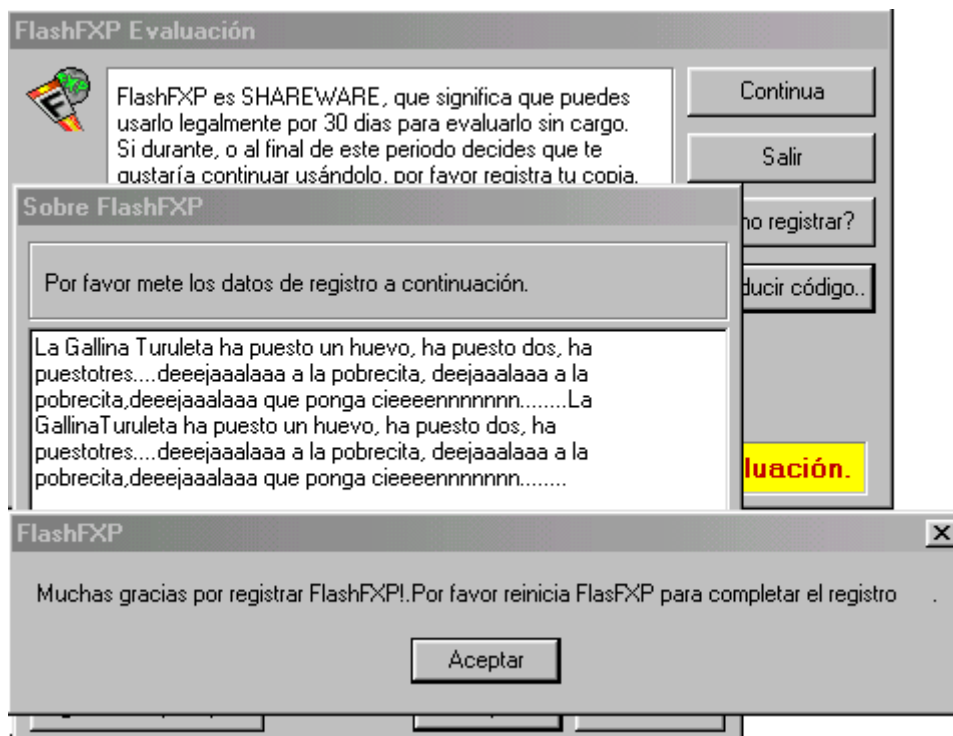 FlashFXP Evaluación
FlashFXP es SHAREWARE, que significa que puedes
usarlo legalmente por 30 dias para evaluarlo sin cargo.
Si durante, o al final de este periodo decides que te
gustaría continuar usándolo, por favor registra tu copia.
Continua
Salir
no registrar?
ducir código..
Sobre FlashFXP
Por favor mete los datos de registro a continuación.
La Gallina Turuleta ha puesto un huevo, ha puesto dos, ha
puestotres....deeejaaalaaa a la pobrecita, deejaaalaaa a la
pobrecita,deeejaaalaaa que ponga cieeeennnnnnn........La
GallinaTuruleta ha puesto un huevo, ha puesto dos, ha
puestotres....deeejaaalaaa a la pobrecita, deejaaalaaa a la
pobrecita,deeejaaalaaa que ponga cieeeennnnnnn........
luación.
FlashFXP
Muchas gracias por registrar FlashFXP!.Por favor reinicia FlasFXP para completar el registro .
Aceptar